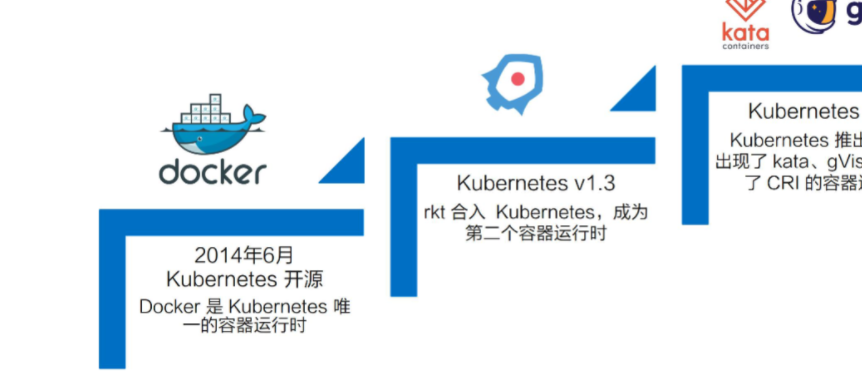 kata
containers
g
docker
2014年6月
Kubernetes 开源
Docker 是 Kubernetes 唯
一的容器运行时
Kubernetes v1.3
rkt 合入 Kubernetes，成为
第二个容器运行时
Kubernetes
Kubernetes 推出
出现了 kata、gVis
了 CRI 的容器